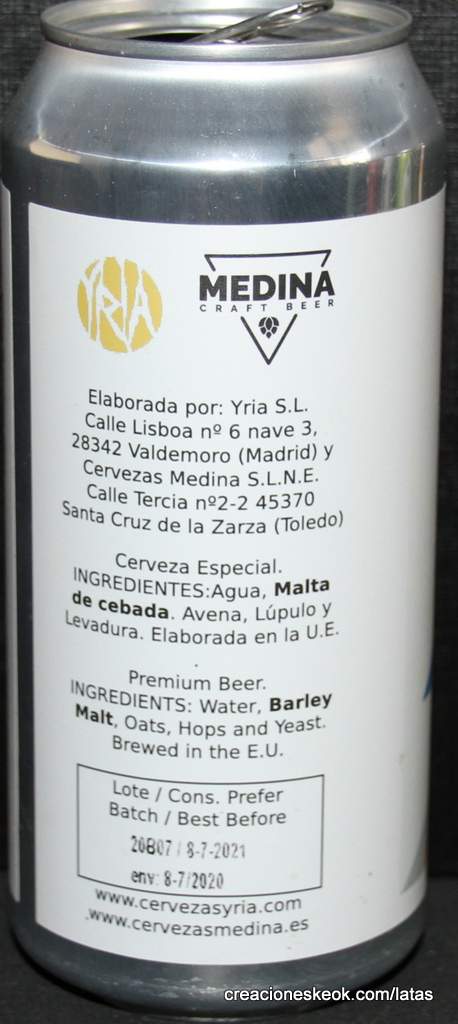 YRIA
MEDINA
CRAFT BEER
Elaborada por: Yria S.L.
Calle Lisboa nº 6 nave 3,
28342 Valdemoro (Madrid) y
Cervezas Medina S.L.N.E.
Calle Tercia nº2-2 45370
Santa Cruz de la Zarza (Toledo)
Cerveza Especial.
INGREDIENTES:Agua, Malta
de cebada. Avena, Lúpulo y
Levadura. Elaborada en la U.E.
.
Premium Beer.
INGREDIENTS: Water, Barley
Malt, Oats, Hops and Yeast.
Brewed in the E.U.
Lote / Cons. Prefer
Batch / Best Before
20B07 / 8-7-2021
env: 8-7/2020
www.cervezasyria.com
www.cervezasmedina.es
creacioneskeok.com/latas